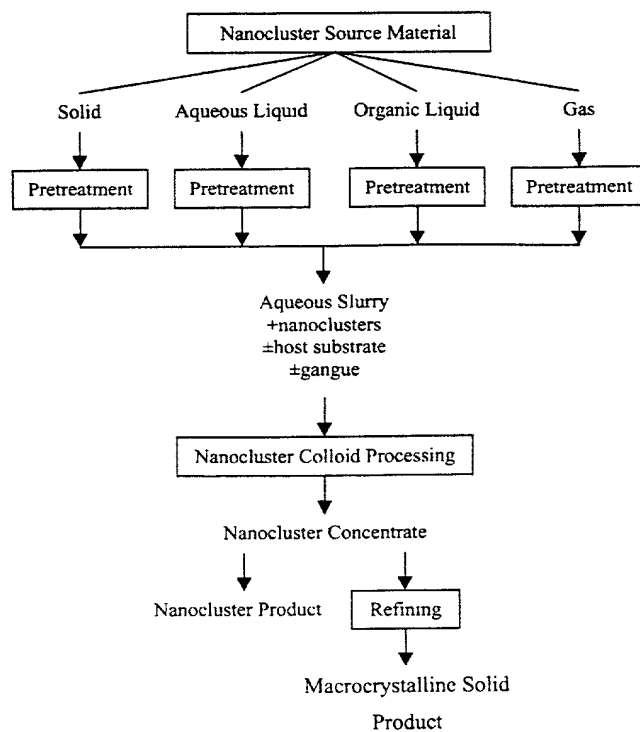 Nanocluster Source Material
Solid
Aqueous Liquid
Organic Liquid
Gas
Pretreatment
Pretreatment
Pretreatment
Pretreatment
Aqueous Slurry
+nanoclusters
±host substrate
±gangue
Nanocluster Colloid Processing
Nanocluster Concentrate
Nanocluster Product
Refining
Macrocrystalline Solid
Product